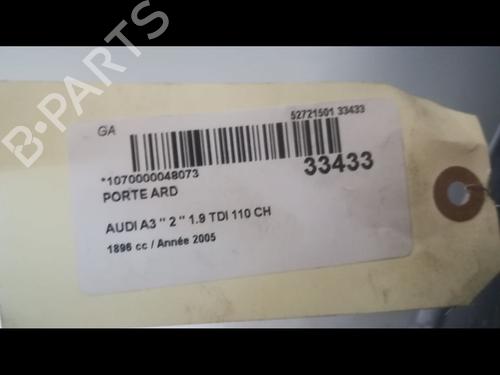 GA
52721501 33433
*1070000048073
33433
PORTE ARD
AUDI A3 " 2 " 1.9 TDI 110 CH
1896 cc / Année 2005
B-PARTS